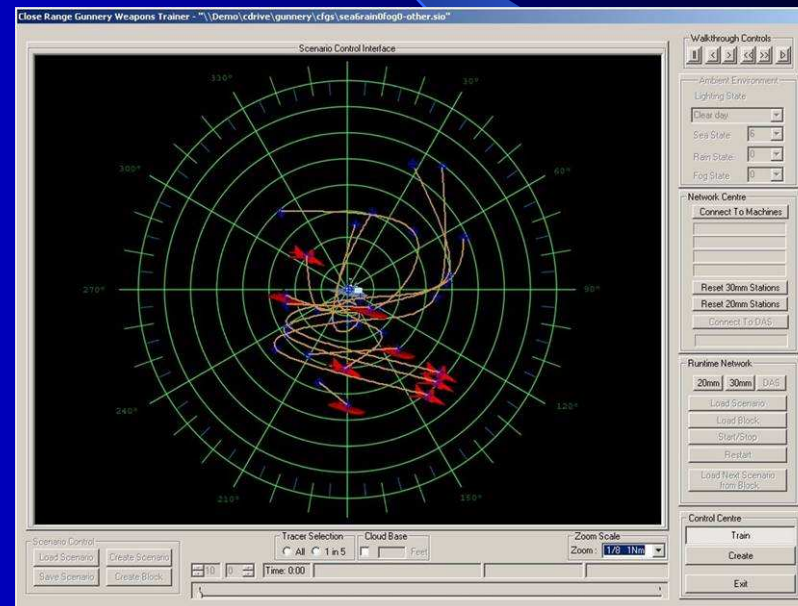 Close Range Gunnery Weapons Trainer - "\\Demo\cdrive\gunnery\cfgs\sea6rain0fog0-other.sio"
Scenario Control Interface
330°
30°
300°
60°
270°
90°
240°
120°
210°
150°
Walkthrough Controls
Ambient Environment
Lighting State
Clear day
Sea State 6
Rain State: 0
Fog State 0
Network Centre
Connect To Machines
Reset 30mm Stations
Reset 20mm Stations
Connect To DAS
Runtime Network
20mm 30mm DAS
Load Scenario
Load Block
Start/Stop
Restart
Load Next Scenario
from Block
Control Centre
Train
Create
Exit
Scenario Control
Load Scenario Create Scenario
Save Scenario Create Block
Tracer Selection
All 1 in 5
Cloud Base
Feet
Zoom Scale
Zoom : 1/8 1Nm
10 0 Time: 0:00